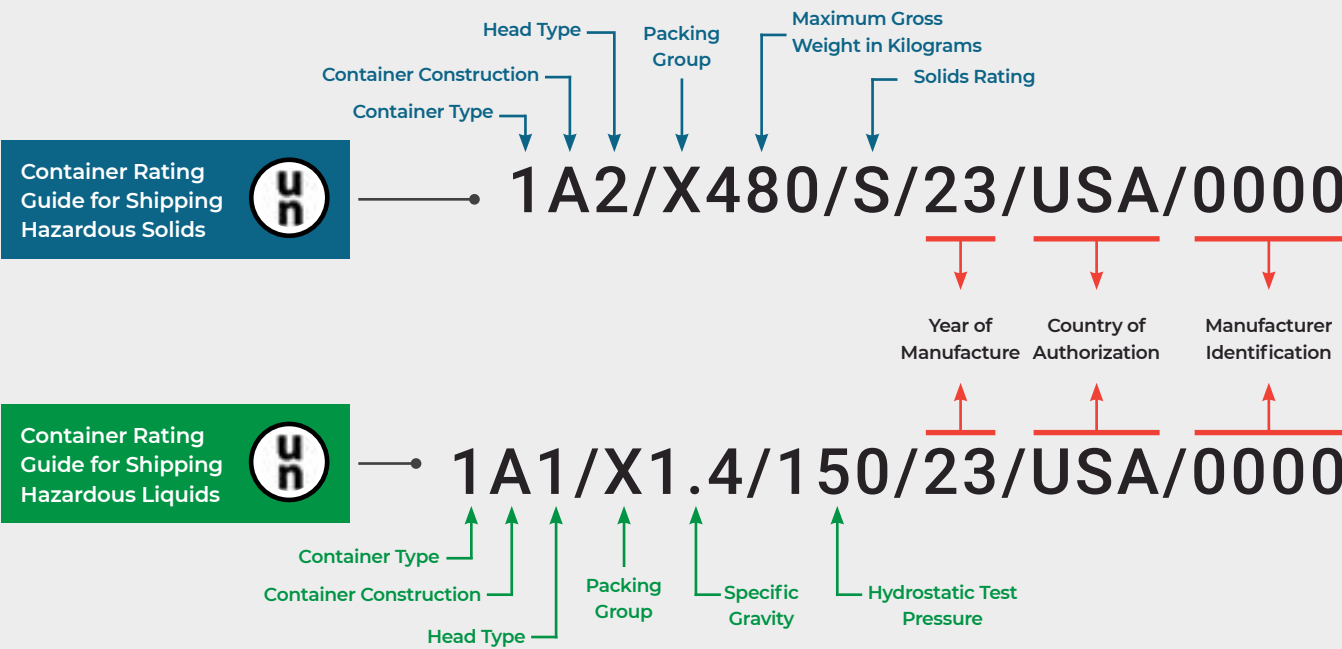 Head Type
Packing
Group
Maximum Gross
Weight in Kilograms
Container Construction
Solids Rating
Container Type
Container Rating
Guide for Shipping
Hazardous Solids
u
n
1A2/X480/S/23/USA/0000
Year of
Manufacture
Country of
Authorization
Manufacturer
Identification
Container Rating
Guide for Shipping
Hazardous Liquids
u
n
1A1/X1.4/150/23/USA/0000
Container Type
Container Construction
Head Type
Packing
Group
Specific
Gravity
Hydrostatic Test
Pressure